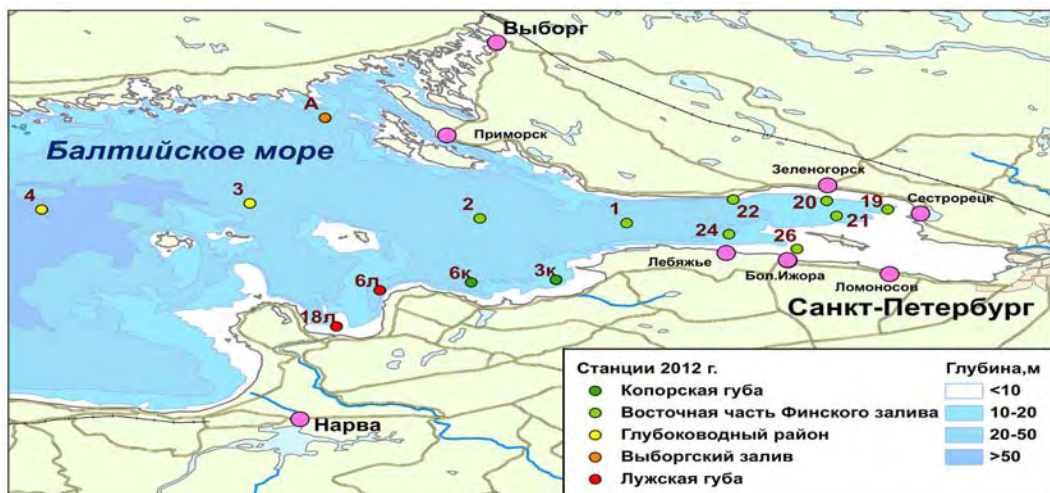 Выборг
А
Приморск
Балтийское море
Зеленогорск
4
3
2
1
22
20
19
Сестрорецк
21
24
26
Лебяжье
Бол.Ижора
Ломоносов
6л
6к
3к
Санкт-Петербург
18л
Нарва
Станции 2012 г.
Копорская губа
Восточная часть Финского залива
Глубоководный район
Выборгский залив
Лужская губа
Глубина,м
<10
10-20
20-50
>50